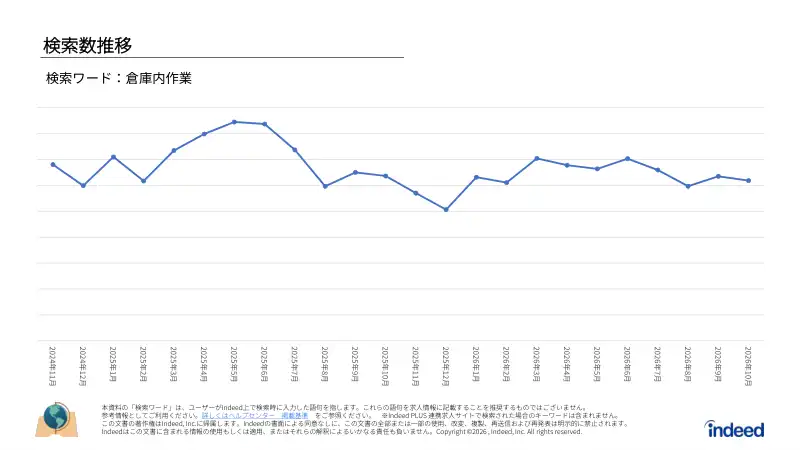 検索数推移
検索ワード：倉庫内作業
2024年11月
2024年12月
2025年1月
2025年2月
2025年3月
2025年4月
2025年5月
2025年6月
2025年7月
2025年8月
2025年9月
2025年10月
2025年11月
2025年12月
2026年1月
2026年2月
2026年3月
2026年4月
2026年5月
2026年6月
2026年7月
2026年8月
2026年9月
2026年10月
本資料の「検索ワード」は、ユーザーがIndeed上で検索時に入力した語句を指します。これらの語句を求人情報に記載することを推奨するものではございません。
参考情報としてご利用ください。詳しくはヘルプセンター　掲載基準　をご参照ください。　※Indeed PLUS 連携求人サイトで検索された場合のキーワードは含まれません。
この文書の著作権はIndeed, Inc.に帰属します。Indeedの書面による同意なしに、この文書の全部または一部の使用、改変、複製、再送信および再発表は明示的に禁止されます。
Indeedはこの文書に含まれる情報の使用もしくは適用、またはそれらの解釈によるいかなる責任も負いません。Copyright ©2026 , Indeed, Inc. All rights reserved.
indeed